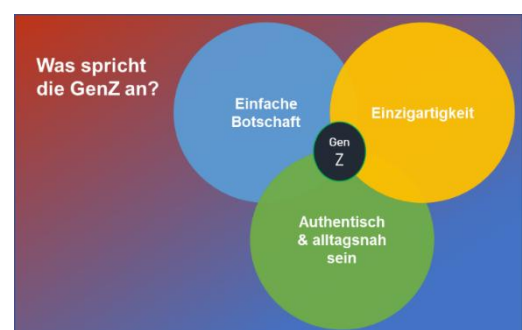 Was spricht
die GenZ an?
Einfache
Botschaft
Einzigartigkeit
Gen
Z
Authentisch
& alltagsnah
sein